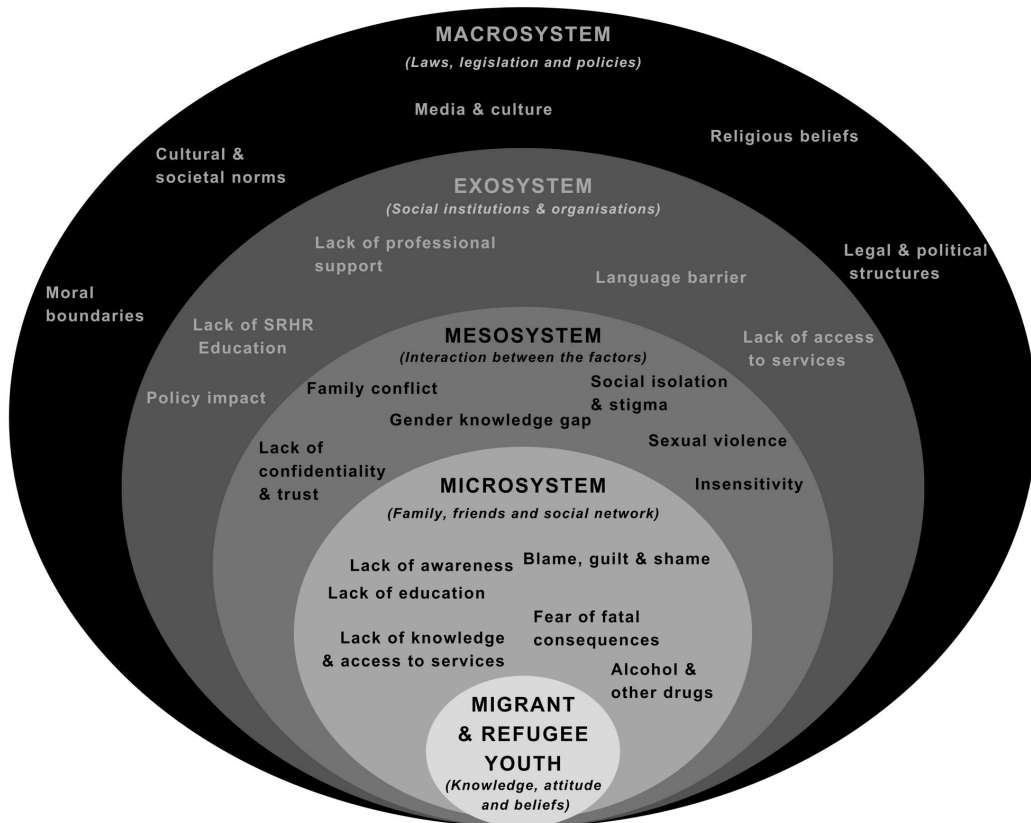 MACROSYSTEM
(Laws, legislation and policies)
Media & culture
Religious beliefs
Cultural &
societal norms
Legal & political
structures
Moral
boundaries
EXOSYSTEM
(Social institutions & organisations)
Lack of professional
support
Language barrier
Lack of SRHR
Education
Lack of access
to services
Policy impact
MESOSYSTEM
(Interaction between the factors)
Family conflict
Social isolation
& stigma
Gender knowledge gap
Sexual violence
Lack of
confidentiality
& trust
Insensitivity
MICROSYSTEM
(Family, friends and social network)
Lack of awareness
Blame, guilt & shame
Lack of education
Fear of fatal
consequences
Lack of knowledge
& access to services
Alcohol &
other drugs
MIGRANT
& REFUGEE
YOUTH
(Knowledge, attitude
and beliefs)